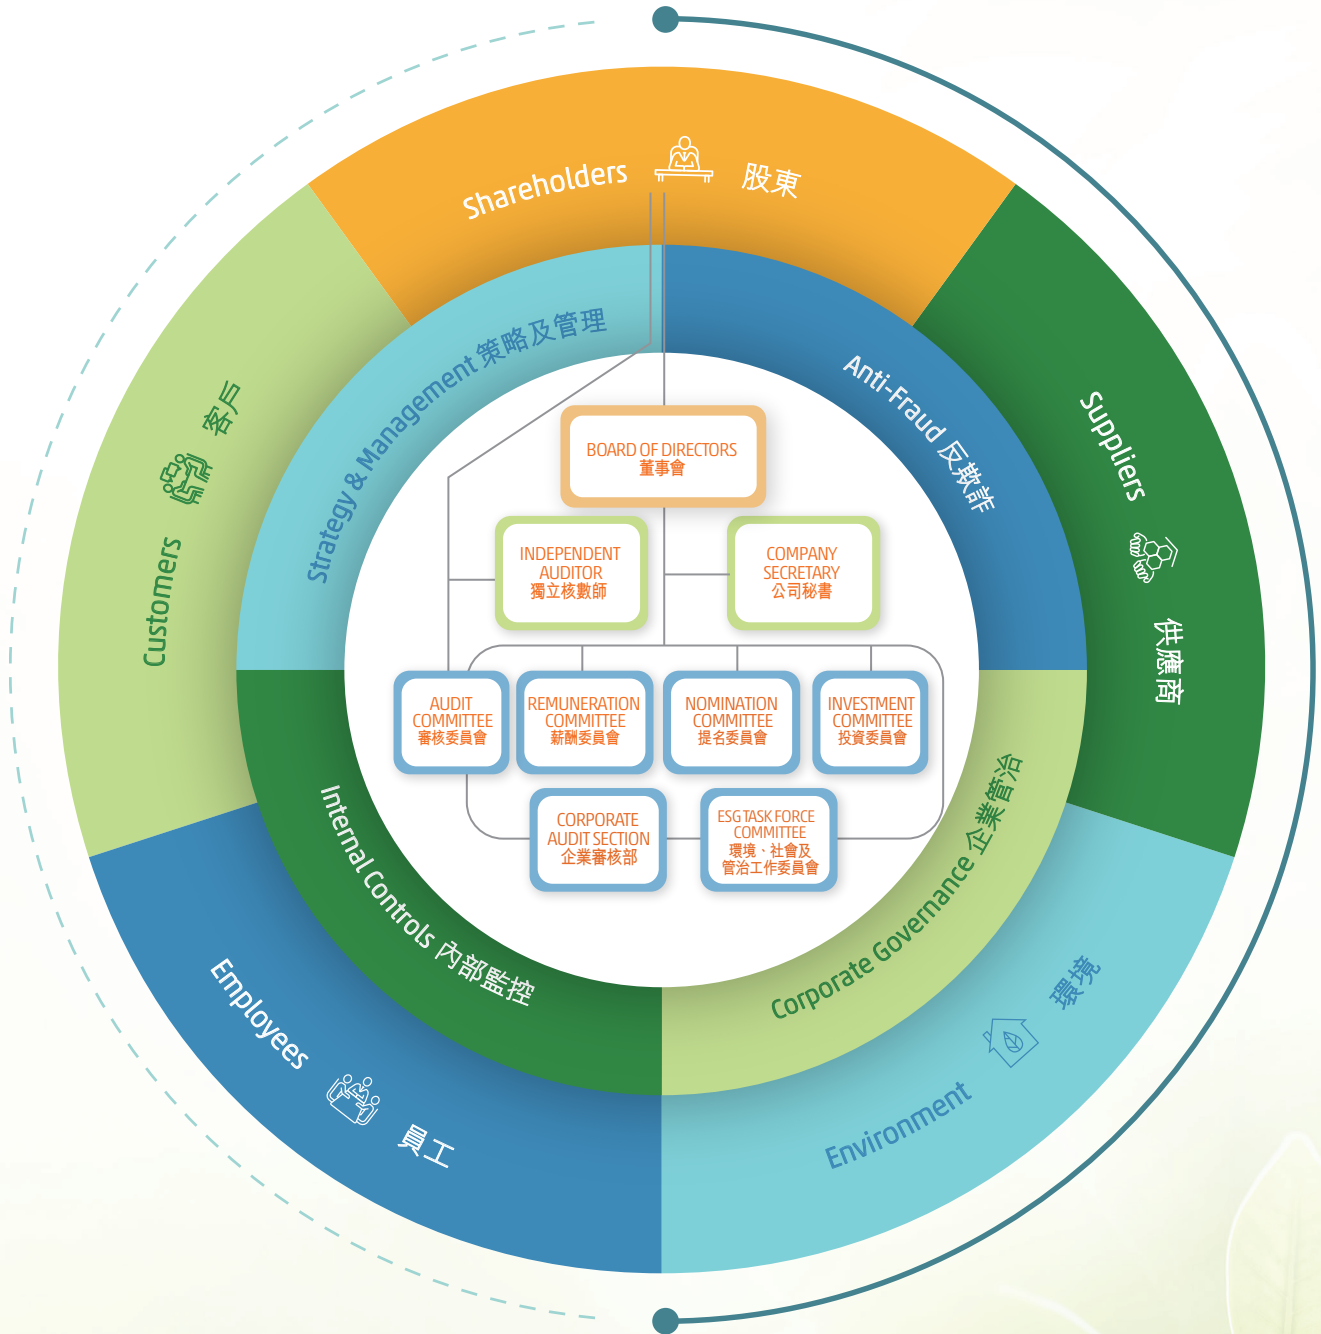 Shareholders 股東
Customers 客戶
Suppliers 供應商
Employees 員工
Environment 環境
Strategy & Management 策略及管理
Anti-Fraud 反欺詐
Internal Controls 內部監控
Corporate Governance 企業管治
BOARD OF DIRECTORS
董事會
INDEPENDENT
AUDITOR
獨立核數師
COMPANY
SECRETARY
公司秘書
AUDIT
COMMITTEE
審核委員會
REMUNERATION
COMMITTEE
薪酬委員會
NOMINATION
COMMITTEE
提名委員會
INVESTMENT
COMMITTEE
投資委員會
CORPORATE
AUDIT SECTION
企業審核部
ESG TASK FORCE
COMMITTEE
環境、社會及
管治工作委員會